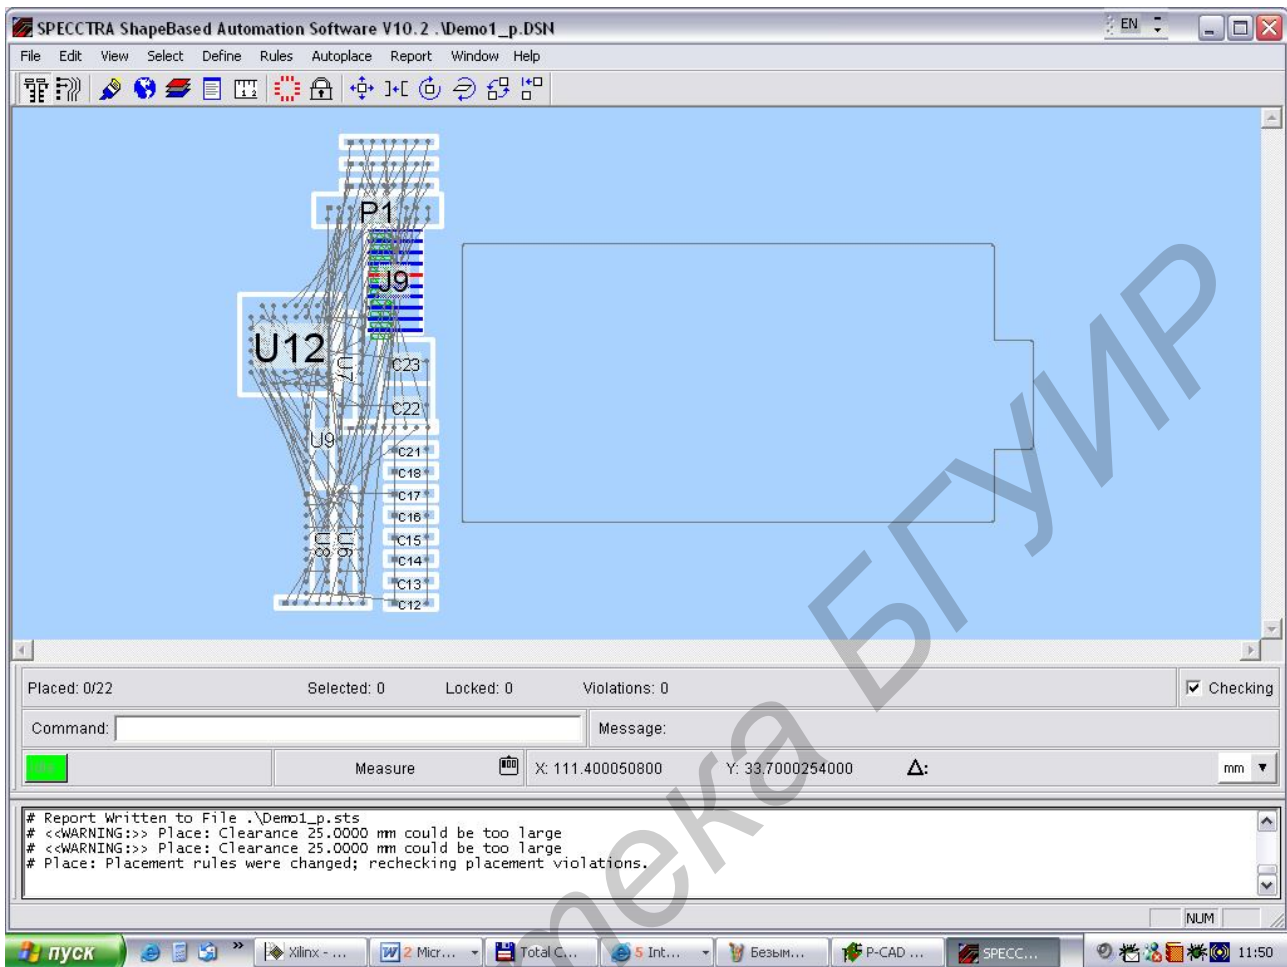 SPECCTRA ShapeBased Automation Software V10.2 .\Demo1_p.DSN
EN
File Edit View Select Define Rules Autoplace Report Window Help
P1
J9
U12
U7
C23
C22
U9
C21
C18
C17
C16
U8 U6
C15
C14
C13
C12
Placed: 0/22 Selected: 0 Locked: 0 Violations: 0 Checking
Command: Message:
Measure X: 111.400050800 Y: 33.7000254000 Δ: mm
# Report Written to File .\Demo1_p.sts
# <<WARNING:>> Place: Clearance 25.0000 mm could be too large
# <<WARNING:>> Place: Clearance 25.0000 mm could be too large
# Place: Placement rules were changed; rechecking placement violations.
NUM
пуск » Xilinx - ... 2 Micr... Total C... 5 Int... Безым... P-CAD ... SPECC... 11:50
тека БГУИР